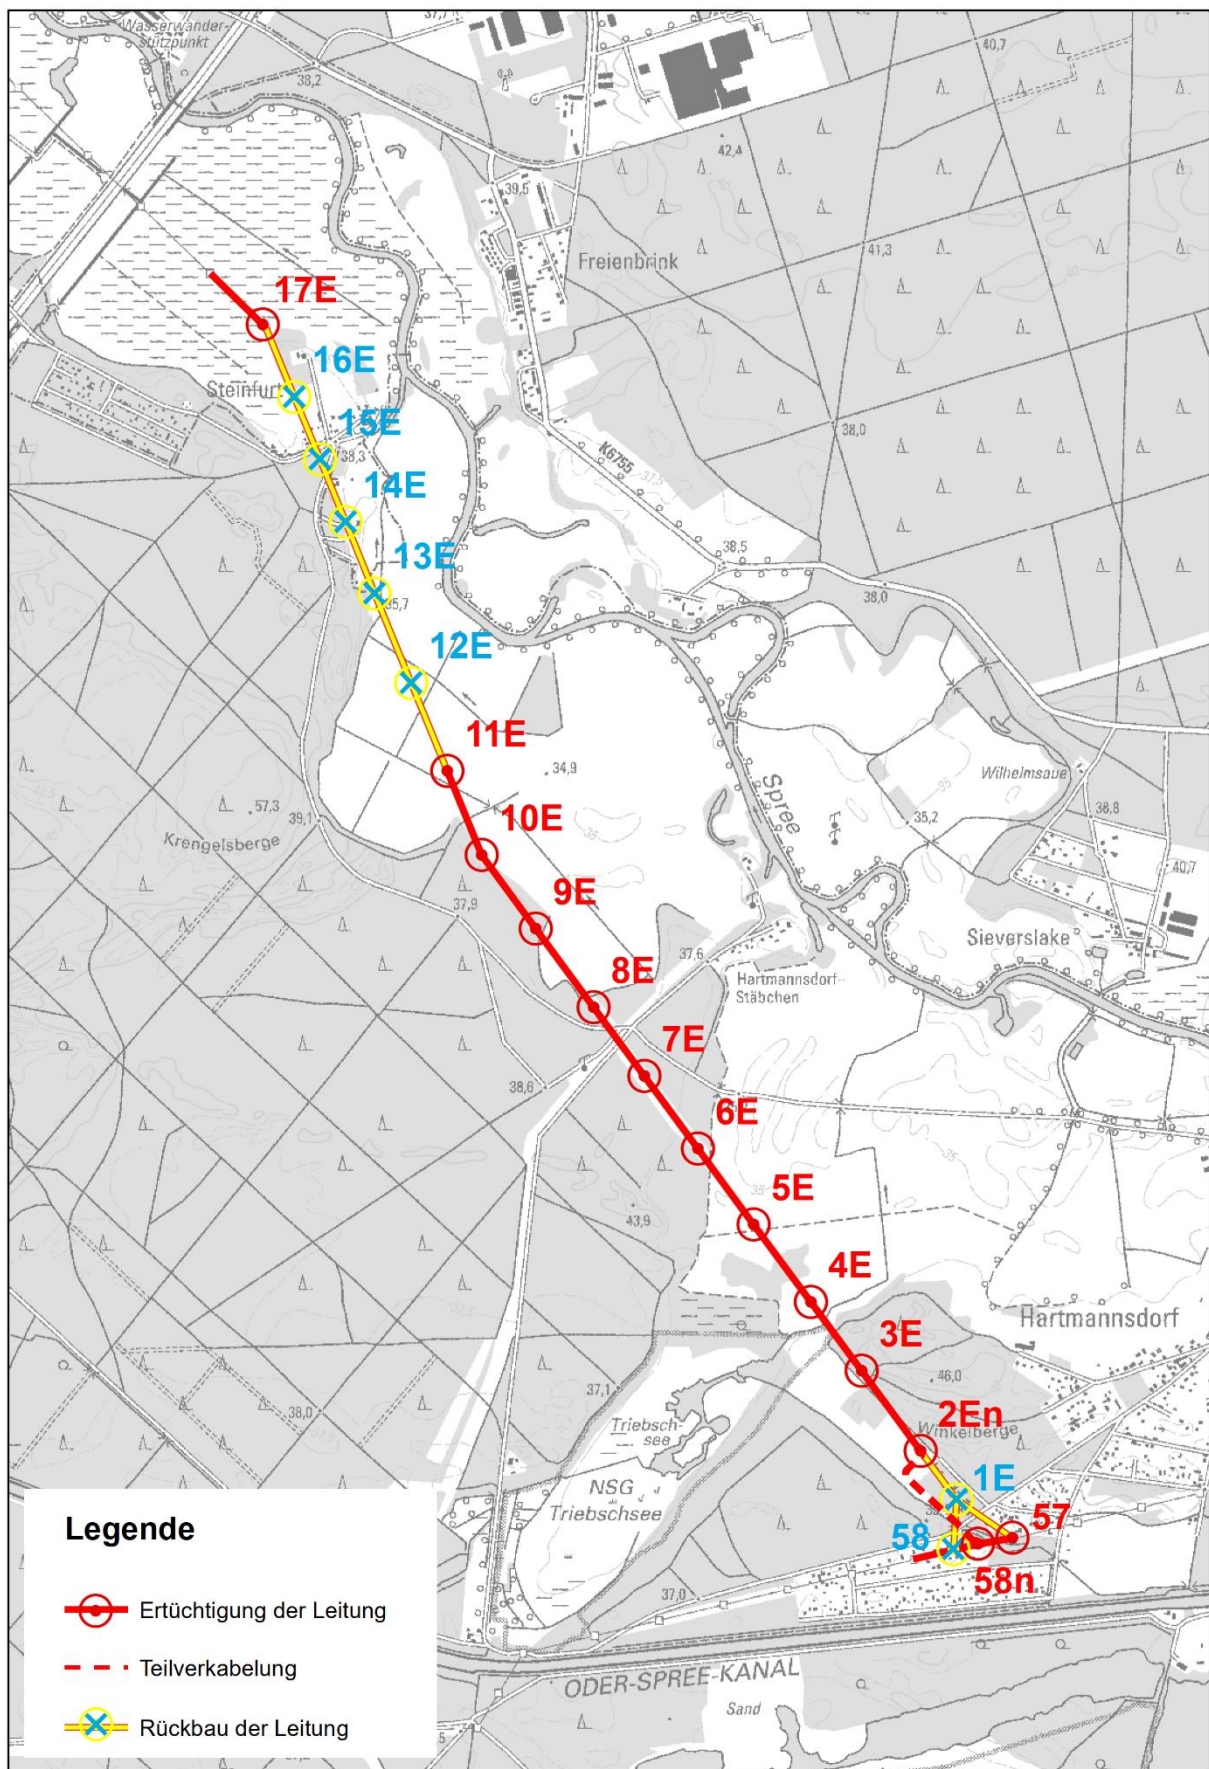 37,7
Wasserwander-
stützpunkt
40,7
38,2
42,4
39,5
41,3
Freienbrink
17E
16E
Steinfurt
15E
38,3
K6755
37,5
38,0
14E
38,5
13E
35,7
38,0
12E
11E
34,9
Spree
Wilhelmsaue
57,3
39,1
35,2
38,8
Krengelsberge
10E
35
40,7
9E
37,9
Sieverslake
37,6
8E
Hartmannsdorf-
Stäbchen
7E
38,6
6E
35
5E
43,9
4E
Hartmannsdorf
3E
46,0
37,1
38,0
2En
Winkelberge
Triebsch-
see
NSG
Triebschsee
1E
57
58
58n
37,0
Legende
Ertüchtigung der Leitung
Teilverkabelung
Rückbau der Leitung
ODER-SPREE-KANAL
Sand